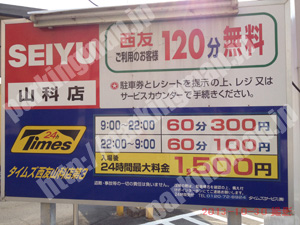 SEIYU
山科店
西友
ご利用のお客様
120分無料
駐車券とレシートを提示の上、レジ又は
サービスカウンターで手続きください。
24h
Times
タイムズ西友山科店第2
9:00~22:00 60分300円
22:00~9:00 60分100円
入場後
24時間最大料金 1,500円